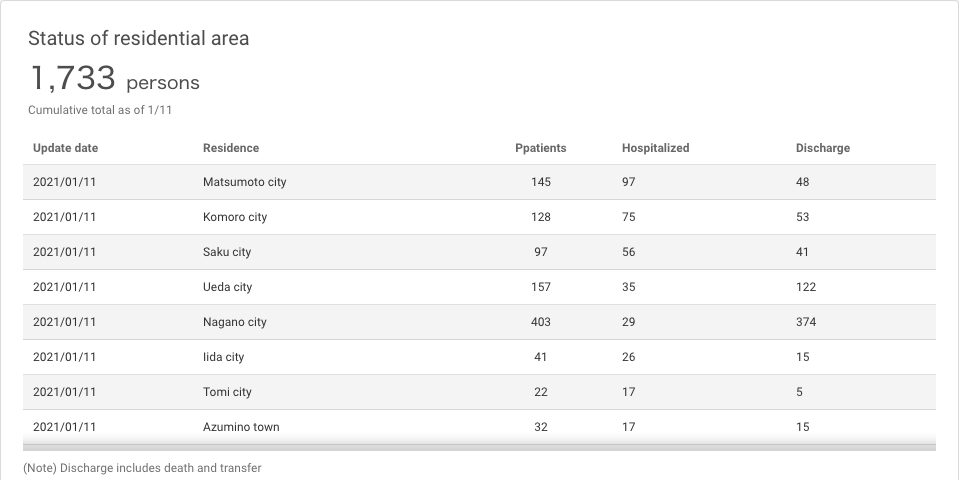 Status of residential area
1,733 persons
Cumulative total as of 1/11
Update date Residence Ppatients Hospitalized Discharge
2021/01/11 Matsumoto city 145 97 48
2021/01/11 Komoro city 128 75 53
2021/01/11 Saku city 97 56 41
2021/01/11 Ueda city 157 35 122
2021/01/11 Nagano city 403 29 374
2021/01/11 Iida city 41 26 15
2021/01/11 Tomi city 22 17 5
2021/01/11 Azumino town 32 17 15
(Note) Discharge includes death and transfer